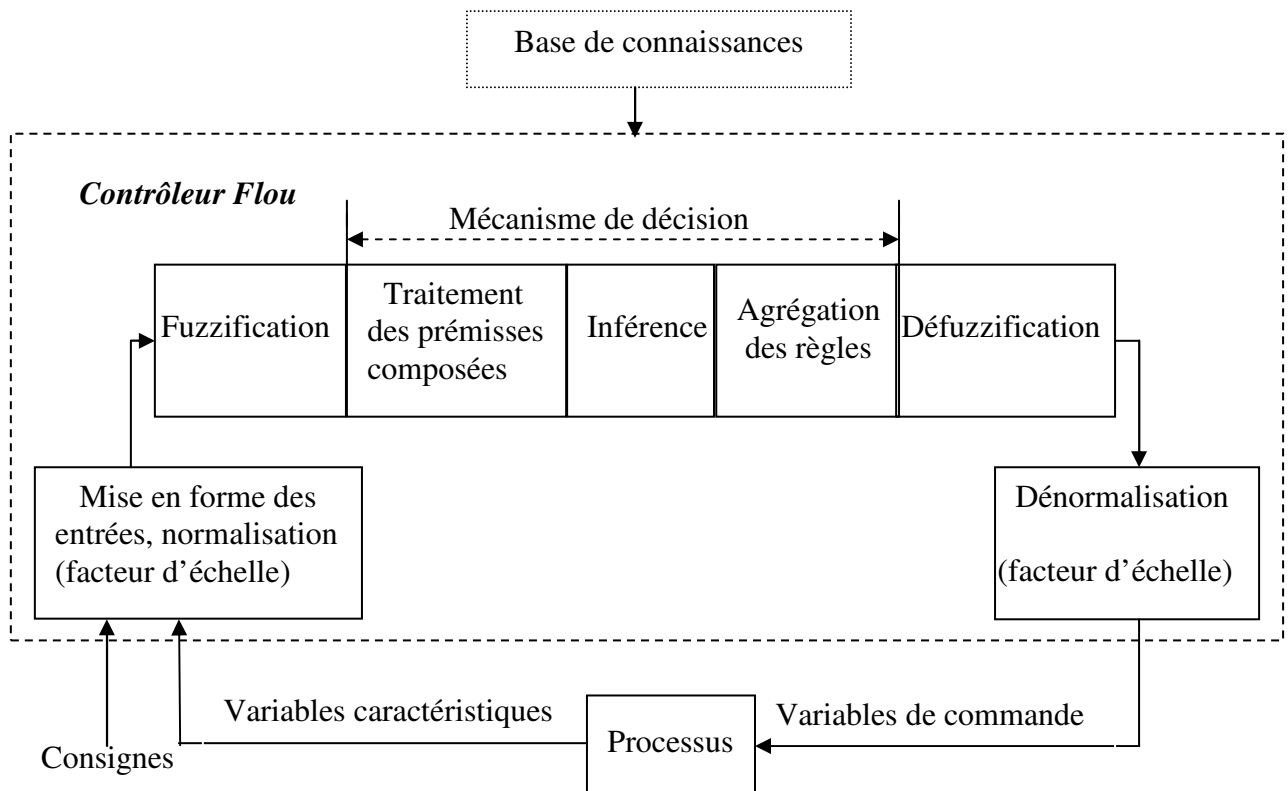 Base de connaissances
Contrôleur Flou
Mécanisme de décision
Fuzzification
Traitement
des prémisses
composées
Inférence
Agrégation
des règles
Défuzzification
Mise en forme des
entrées, normalisation
(facteur d’échelle)
Dénormalisation
(facteur d’échelle)
Variables caractéristiques
Processus
Variables de commande
Consignes